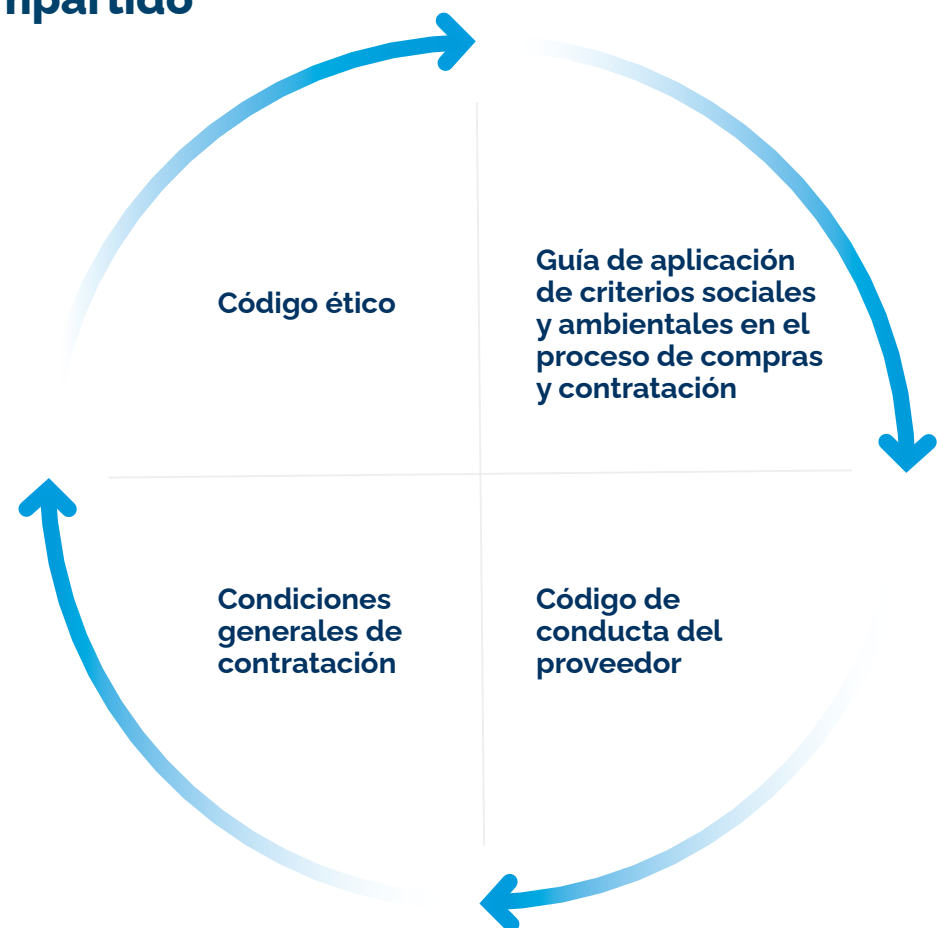 Código ético
Guía de aplicación
de criterios sociales
y ambientales en el
proceso de compras
y contratación
Condiciones
generales de
contratación
Código de
conducta del
proveedor